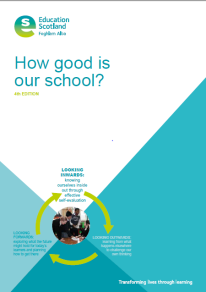 Education
Scotland
Foghlam Alba
How good is
our school?
4th EDITION
LOOKING
INWARDS:
knowing
ourselves inside
out through
effective
self-evaluation
LOOKING
FORWARDS:
exploring what the future
might hold for today's
learners and planning
how to get there
LOOKING OUTWARDS:
learning from what
happens elsewhere
to challenge our
own thinking
Transforming lives through learning